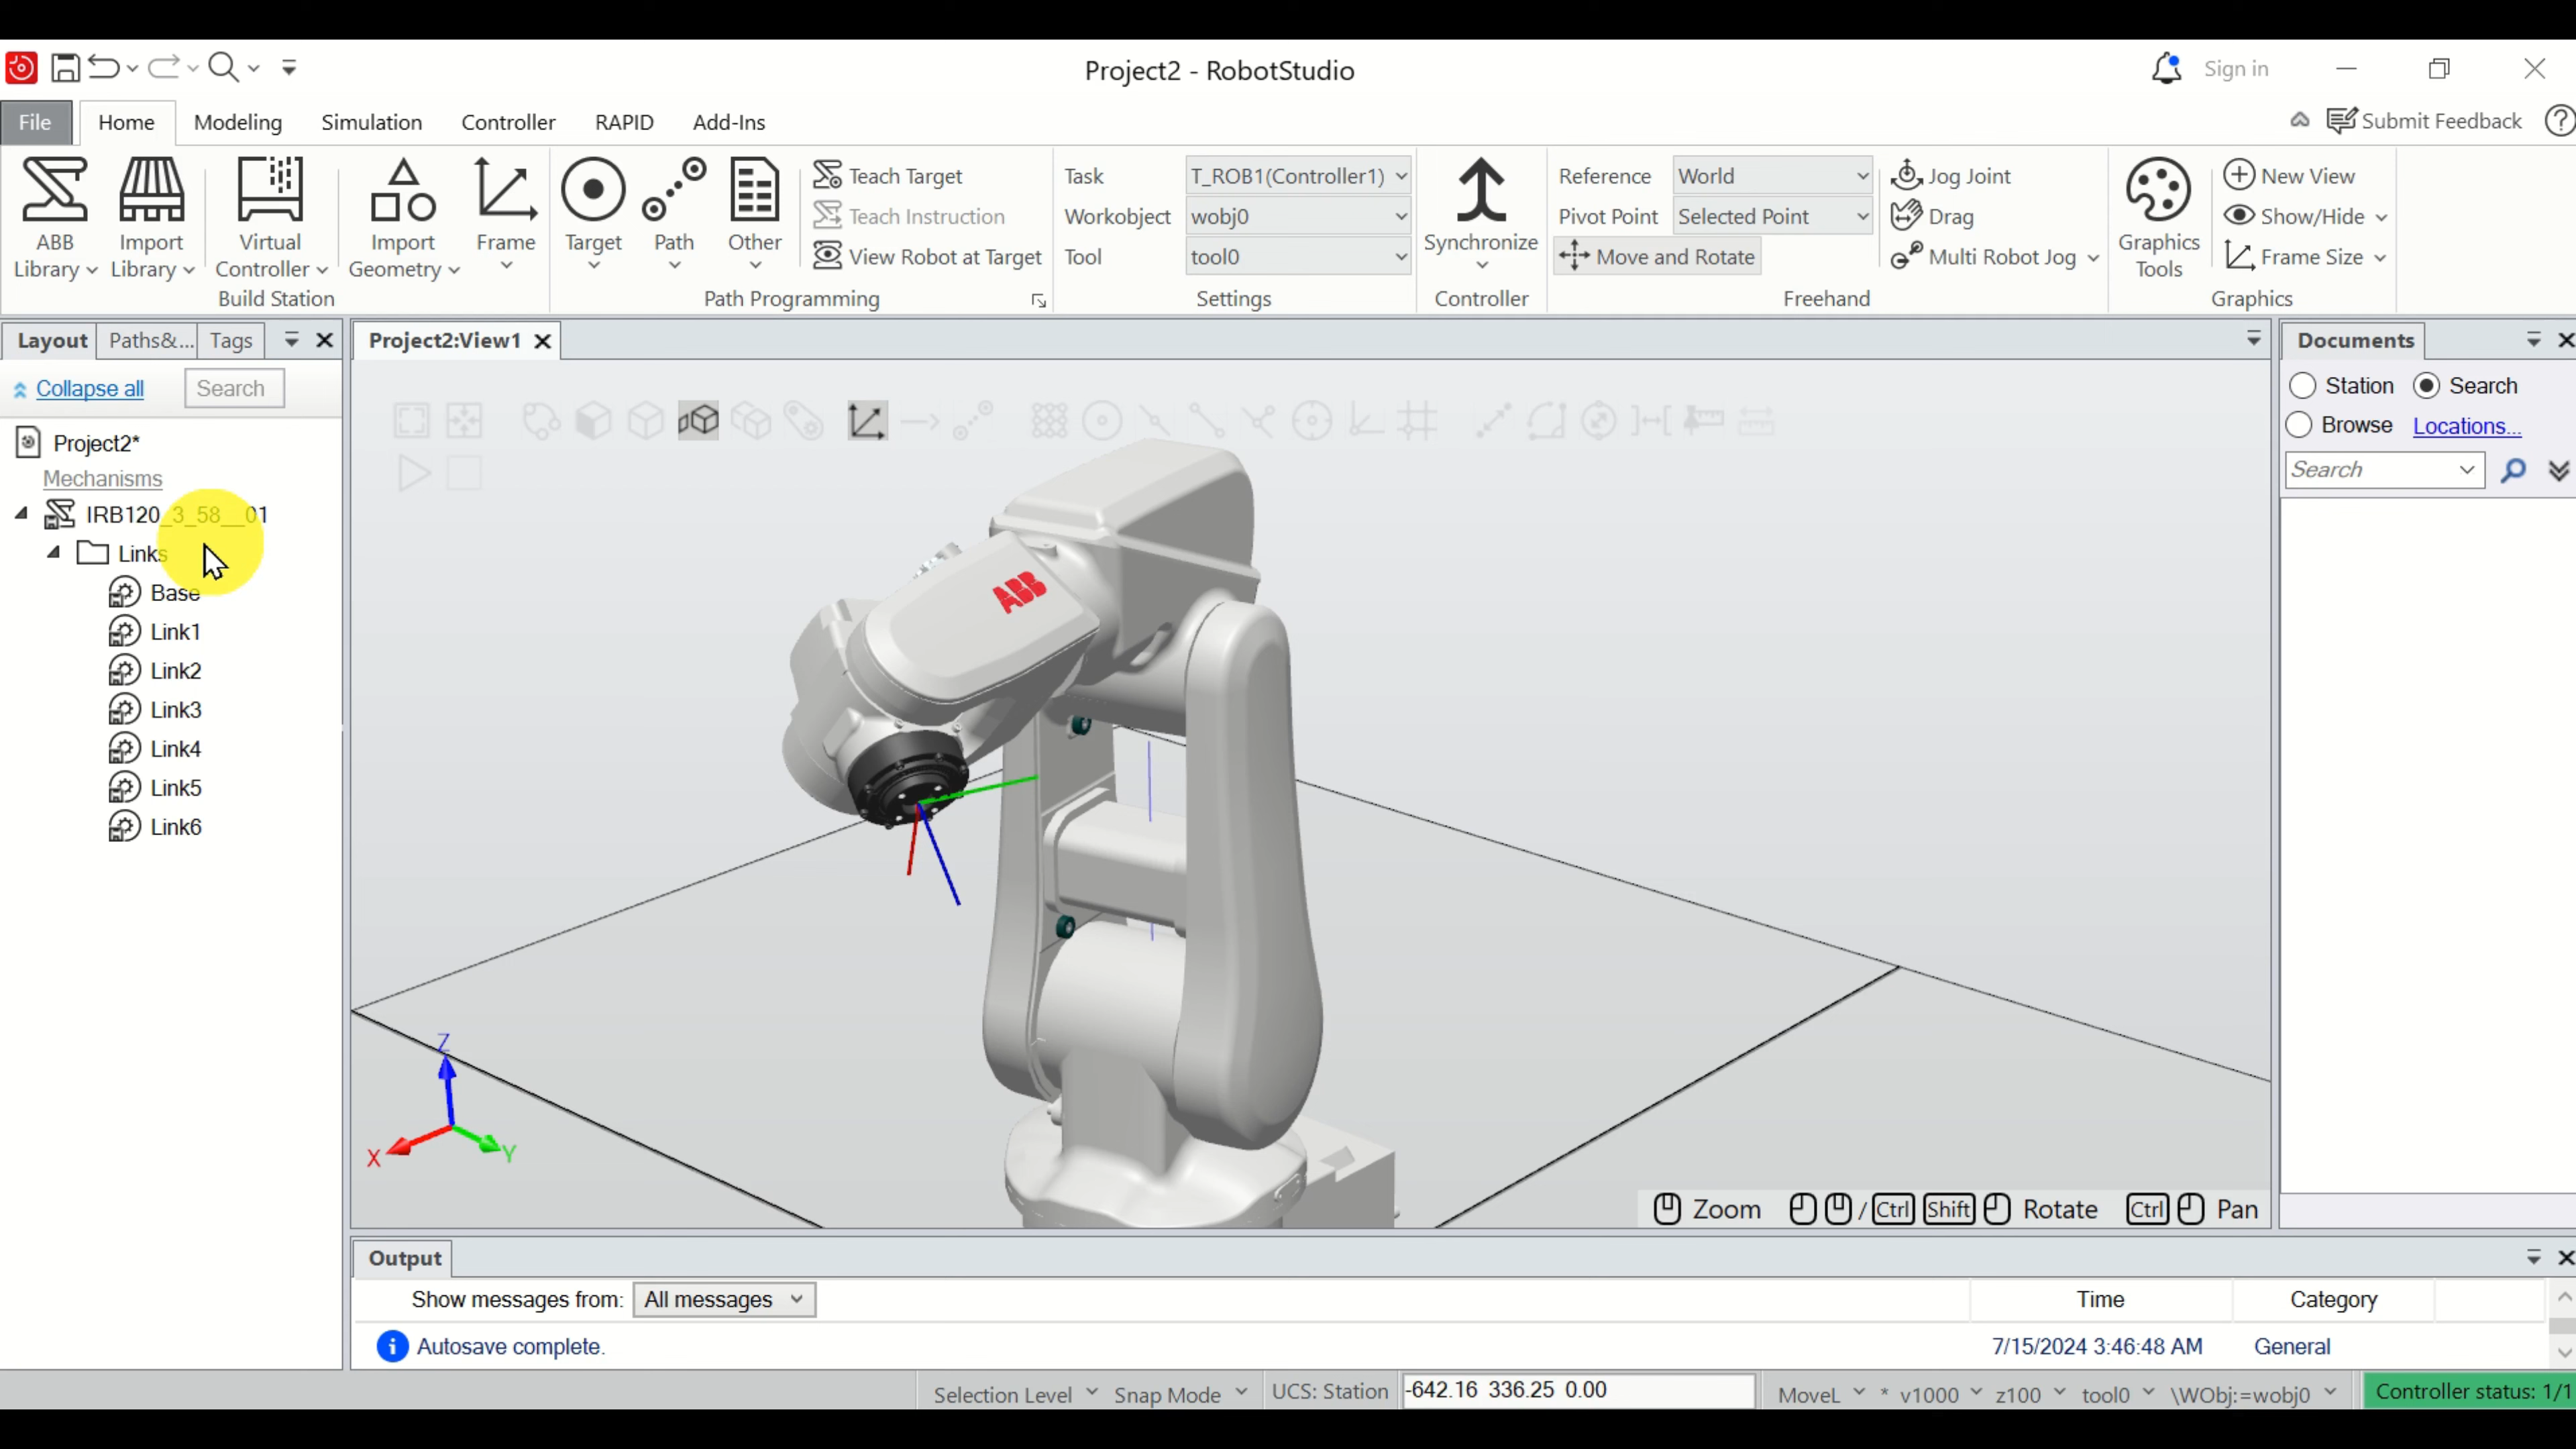 Project2 - RobotStudio
Sign in
File Home Modeling Simulation Controller RAPID Add-Ins
Submit Feedback
ABB Library
Import Library
Virtual Controller
Import Geometry
Frame
Build Station
Target
Path
Other
Teach Target
Teach Instruction
View Robot at Target
Path Programming
Task T_ROB1(Controller1)
Workobject wobj0
Tool tool0
Settings
Synchronize
Controller
Reference World
Pivot Point Selected Point
Move and Rotate
Jog Joint
Drag
Multi Robot Jog
Freehand
Graphics Tools
New View
Show/Hide
Frame Size
Graphics
Layout Paths&... Tags
Collapse all Search
Project2*
Mechanisms
IRB120_3_58__01
Links
Base
Link1
Link2
Link3
Link4
Link5
Link6
Project2:View1
ABB
Z
X
Y
Zoom / Ctrl Shift Rotate Ctrl Pan
Documents
Station Search
Browse Locations...
Search
Output
Show messages from: All messages Time Category
Autosave complete. 7/15/2024 3:46:48 AM General
Selection Level Snap Mode UCS: Station -642.16 336.25 0.00 MoveL * v1000 z100 tool0 \WObj:=wobj0 Controller status: 1/1